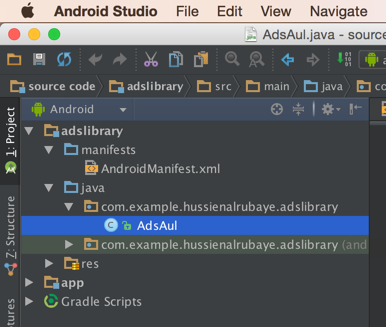 Android Studio File Edit View Navigate
AdsAul.java - source
source code adslibrary src main java co
Android
1: Project
adslibrary
manifests
AndroidManifest.xml
java
com.example.hussienalrubaye.adslibrary
AdsAul
com.example.hussienalrubaye.adslibrary (and
res
app
Gradle Scripts
Z: Structure
tures